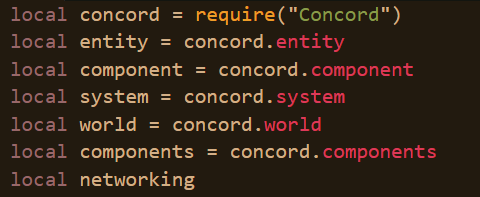 local concord = require("Concord")
local entity = concord.entity
local component = concord.component
local system = concord.system
local world = concord.world
local components = concord.components
local networking